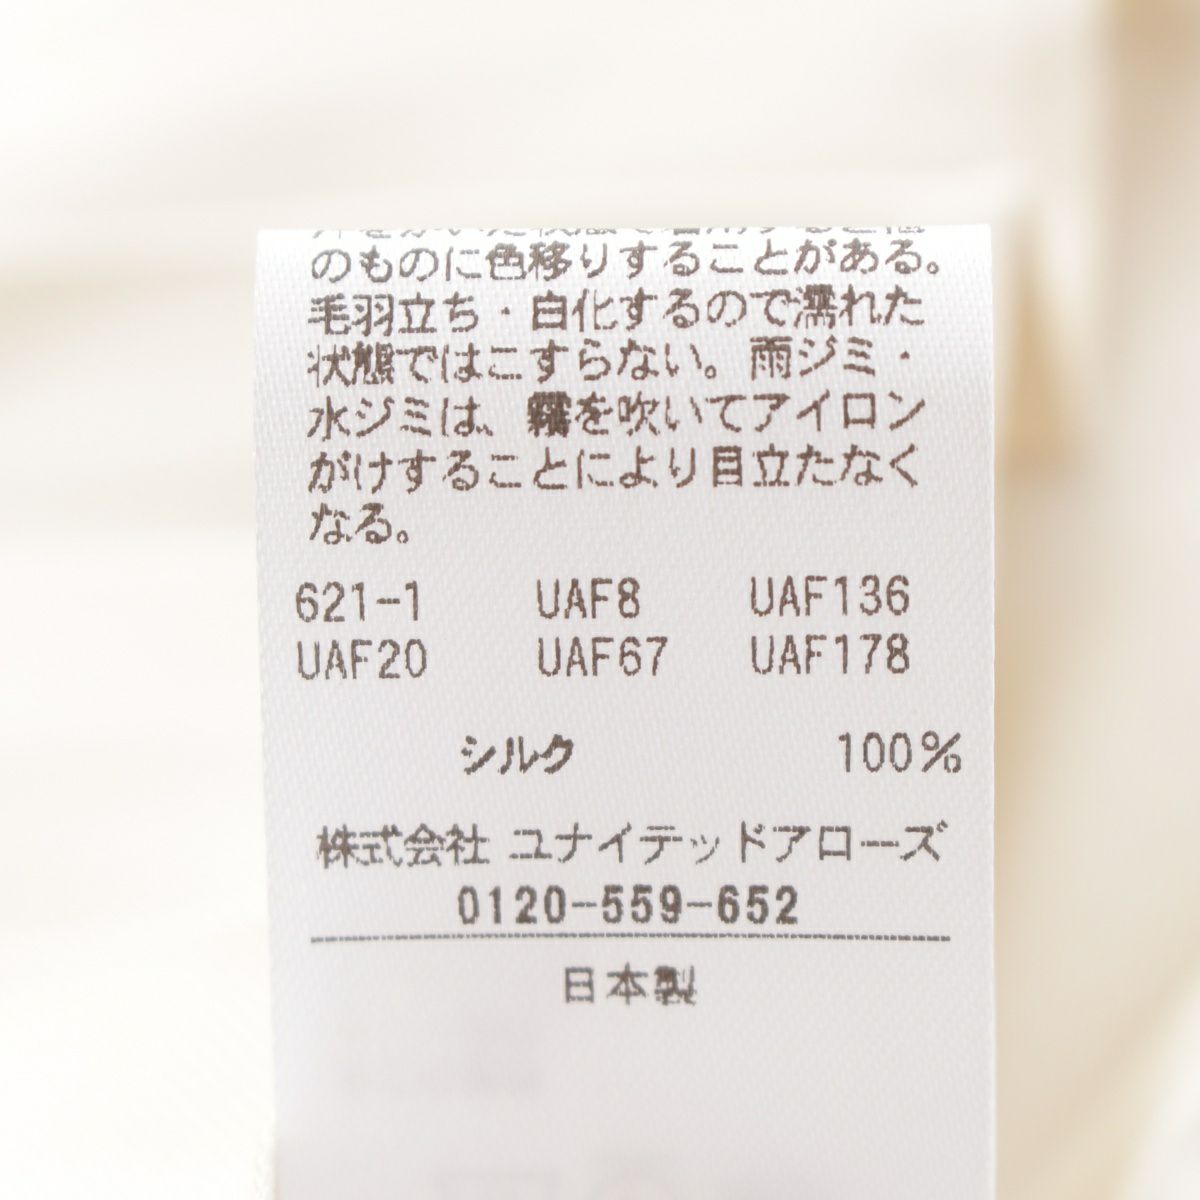 のものに色移りすることがある。
毛羽立ち・白化するので濡れた
状態ではこすらない。雨ジミ・
水ジミは、霧を吹いてアイロン
がけすることにより目立たなく
なる。
621-1 UAF8 UAF136
UAF20 UAF67 UAF178
シルク 100%
株式会社 ユナイテッドアローズ
0120-559-652
日本製